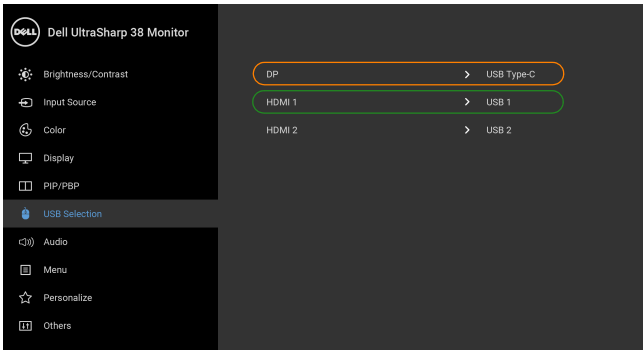 DELL Dell UltraSharp 38 Monitor
Brightness/Contrast
Input Source
Color
Display
PIP/PBP
USB Selection
Audio
Menu
Personalize
Others
DP > USB Type-C
HDMI 1 > USB 1
HDMI 2 > USB 2